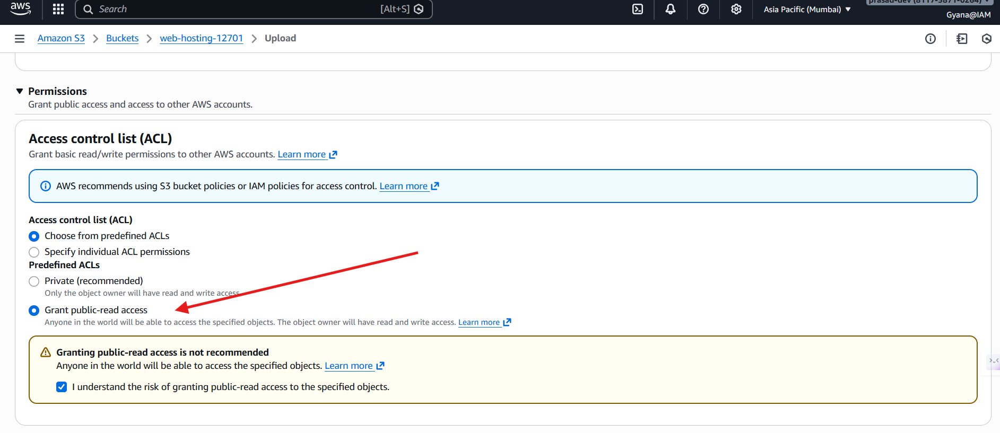 aws
Search
[Alt+S]
Asia Pacific (Mumbai)
Gyana@IAM
Amazon S3
Buckets
web-hosting-12701
Upload
Permissions
Grant public access and access to other AWS accounts.
Access control list (ACL)
Grant basic read/write permissions to other AWS accounts. Learn more
AWS recommends using S3 bucket policies or IAM policies for access control. Learn more
Access control list (ACL)
Choose from predefined ACLs
Specify individual ACL permissions
Predefined ACLs
Private (recommended)
Only the object owner will have read and write access.
Grant public-read access
Anyone in the world will be able to access the specified objects. The object owner will have read and write access. Learn more
Granting public-read access is not recommended
Anyone in the world will be able to access the specified objects. Learn more
I understand the risk of granting public-read access to the specified objects.